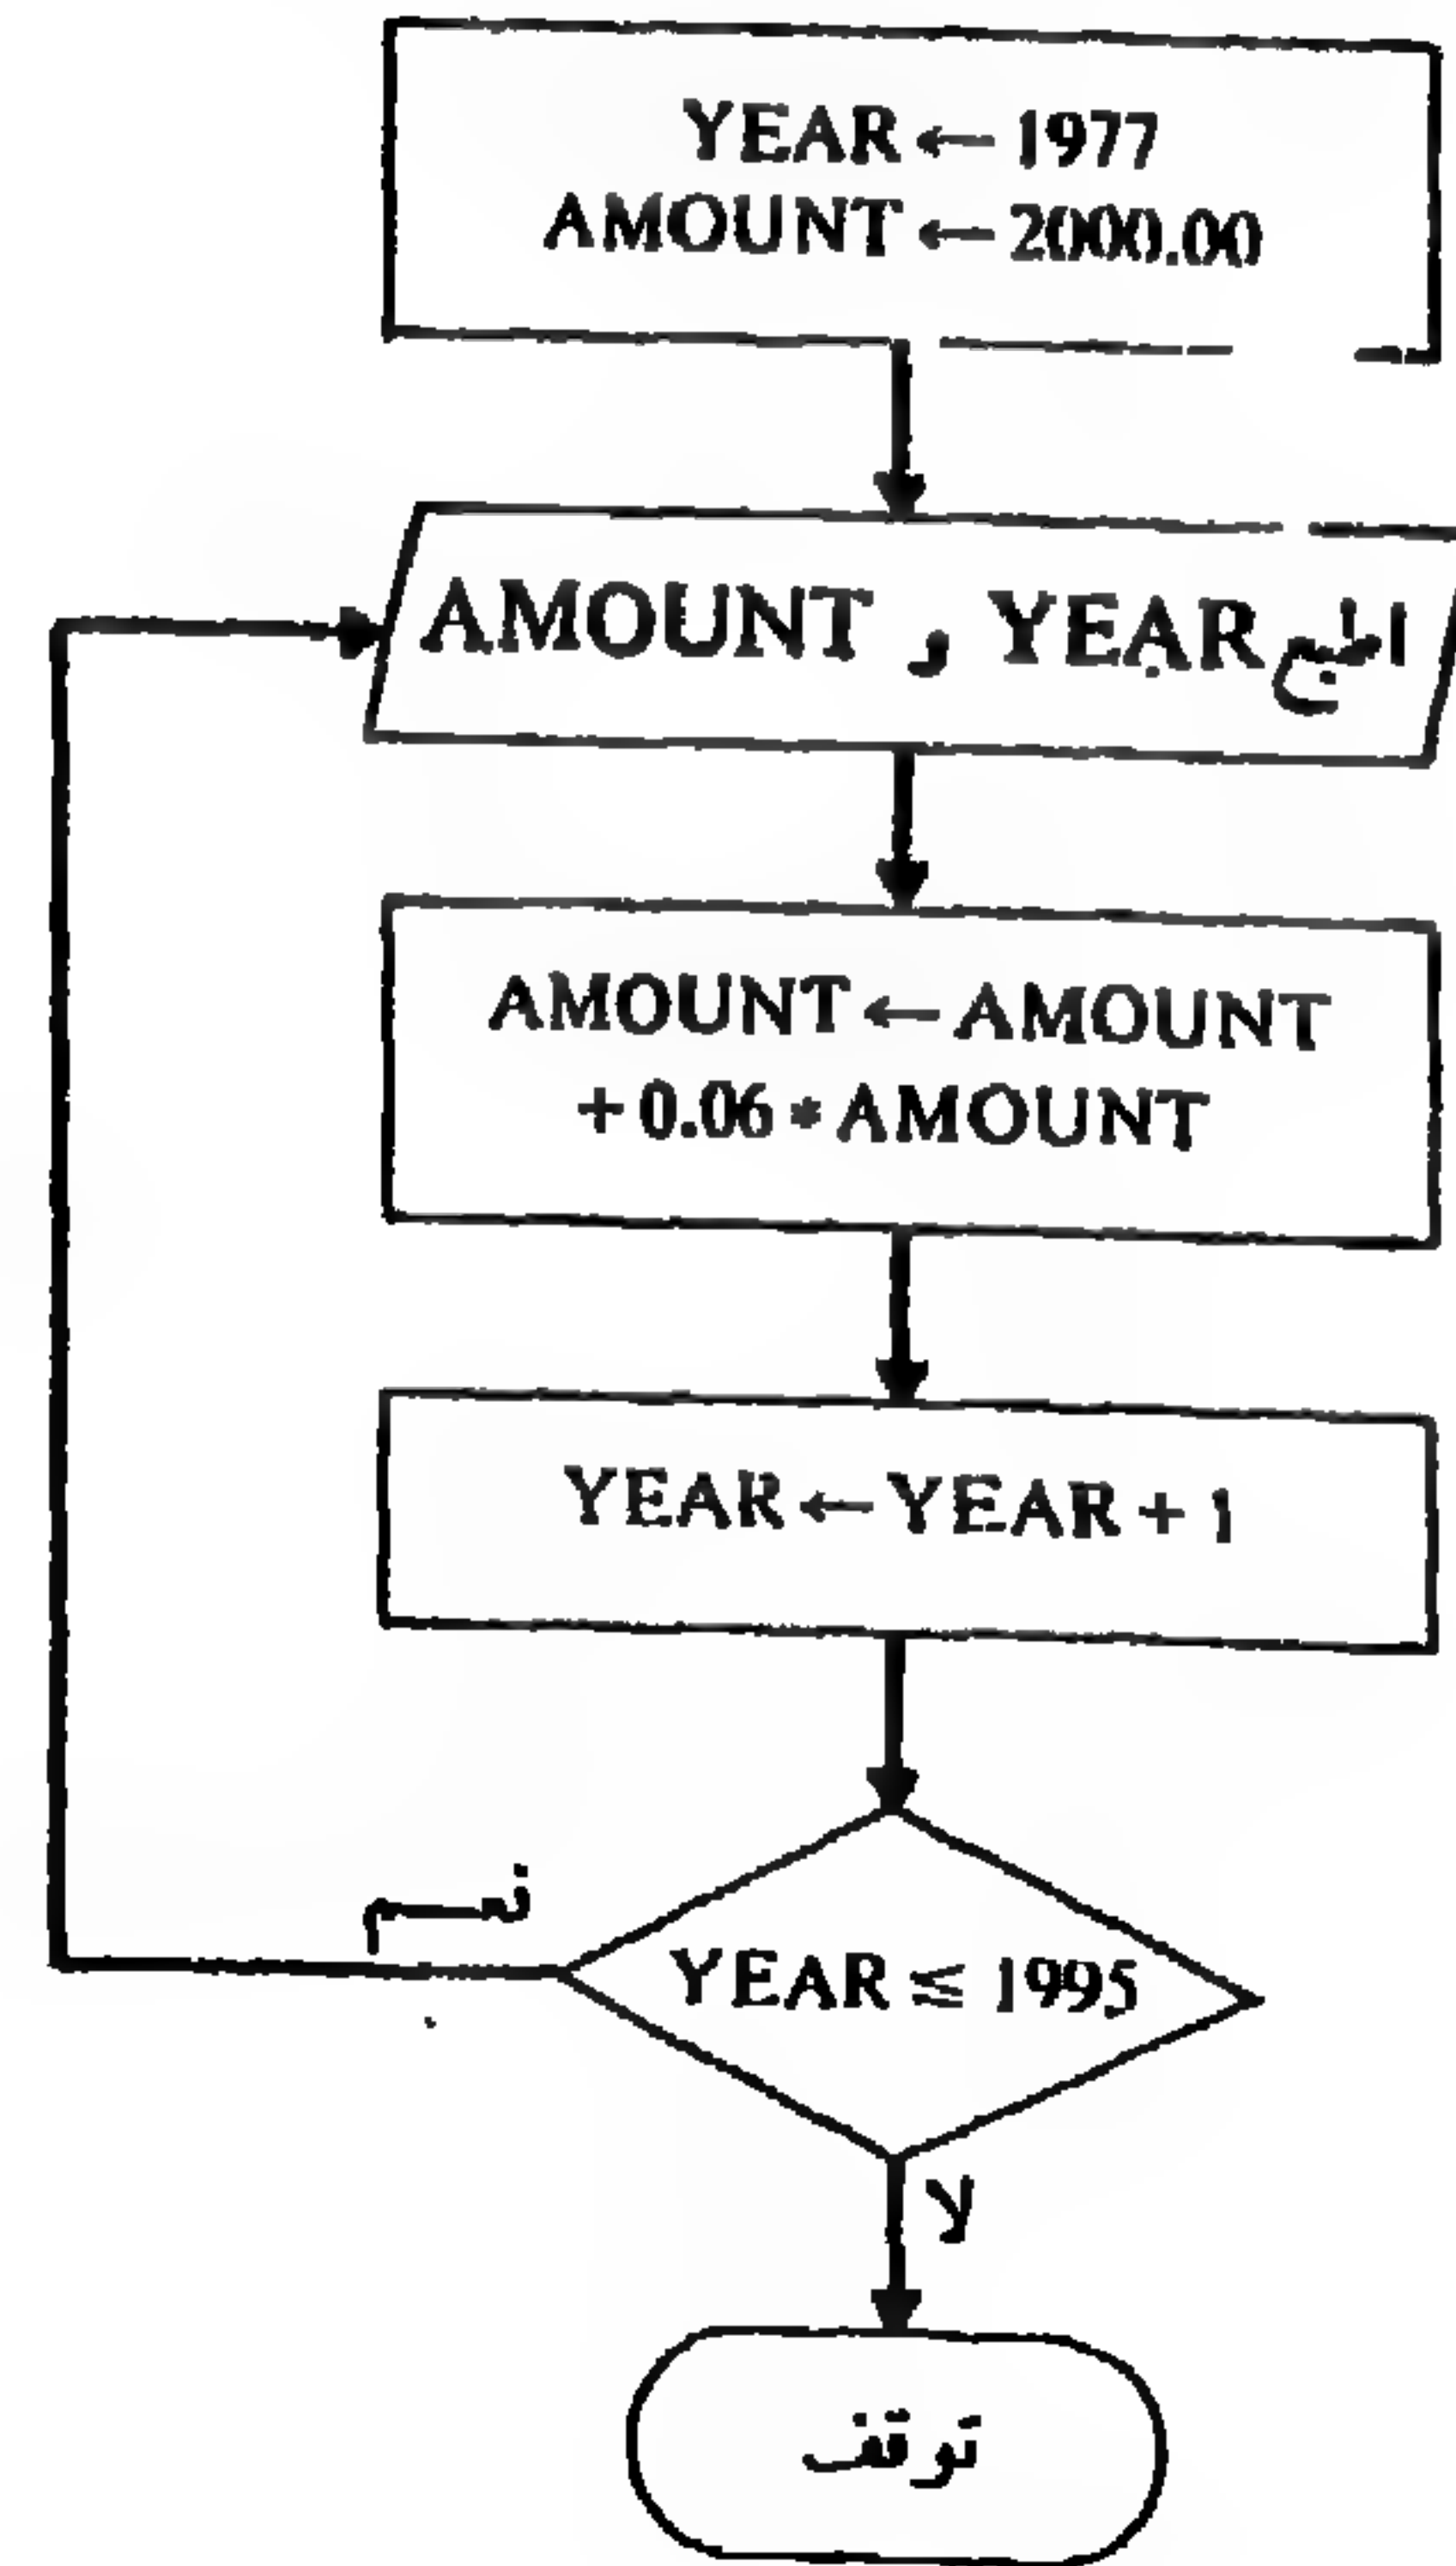 YEAR ← 1977
AMOUNT ← 2000.00
اطبع YEAR و AMOUNT
AMOUNT ← AMOUNT
+ 0.06 * AMOUNT
YEAR ← YEAR + 1
نعم
YEAR ≦ 1995
لا
توقف